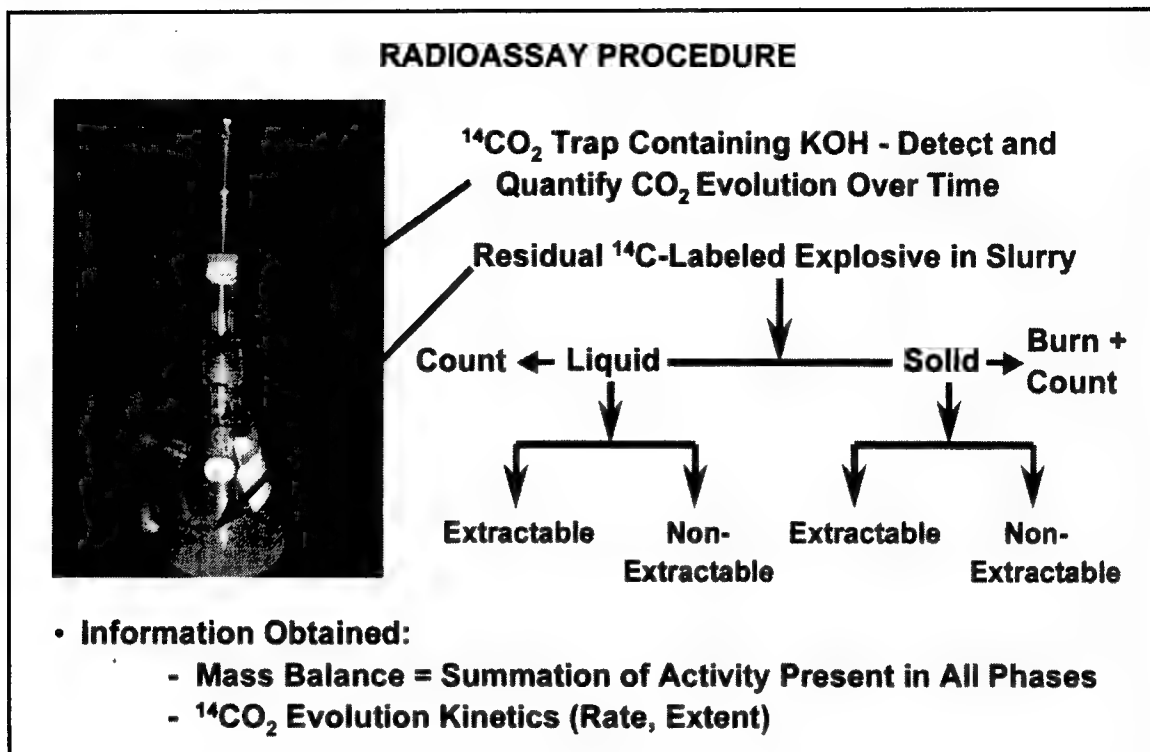 RADIOASSAY PROCEDURE
¹⁴CO₂ Trap Containing KOH - Detect and
Quantify CO₂ Evolution Over Time
Residual ¹⁴C-Labeled Explosive in Slurry
Count
Liquid
Solid
Burn +
Count
Extractable
Non-
Extractable
Extractable
Non-
Extractable
• Information Obtained:
- Mass Balance = Summation of Activity Present in All Phases
- ¹⁴CO₂ Evolution Kinetics (Rate, Extent)